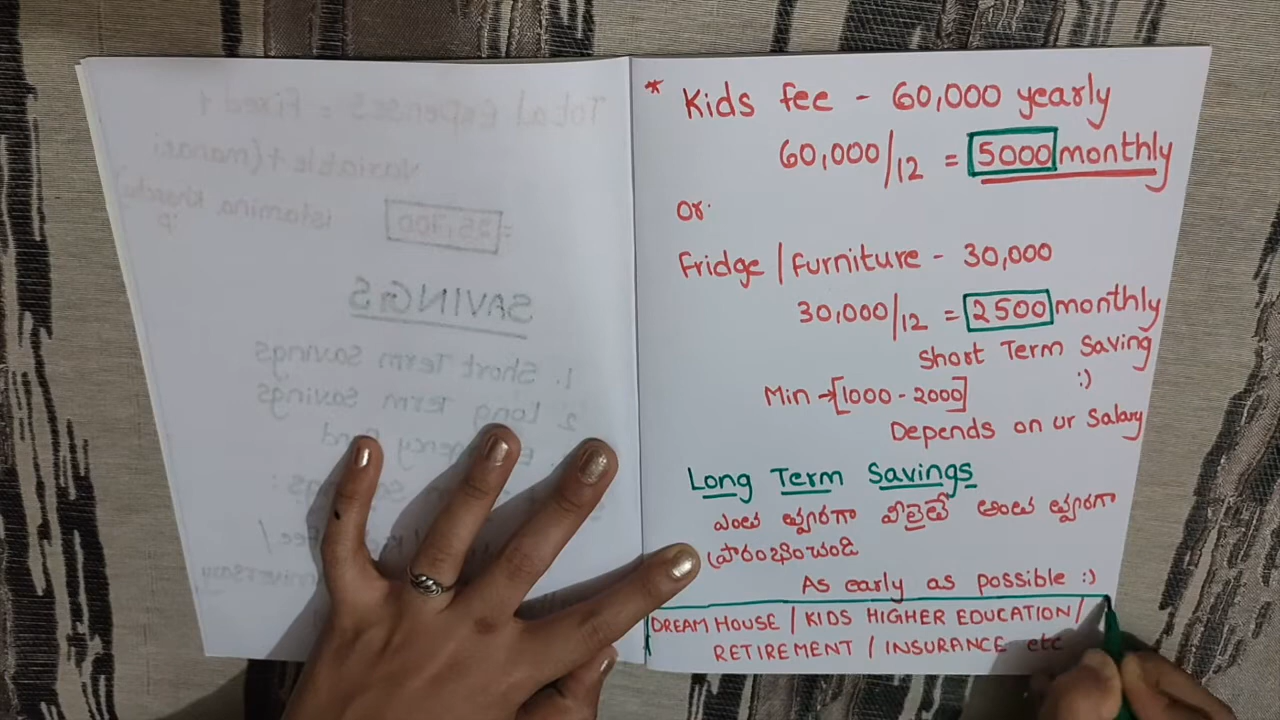 * Kids fee - 60,000 yearly
60,000/12 = 5000 monthly
or
Fridge / Furniture - 30,000
30,000/12 = 2500 monthly
Short Term Saving
:)
Min → [1000 - 2000]
Depends on ur Salary
Long Term Savings
ఎంత త్వరగా వీలైతే అంత త్వరగా
ప్రారంభించండి
As early as possible :)
DREAM HOUSE / KIDS HIGHER EDUCATION /
RETIREMENT / INSURANCE etc